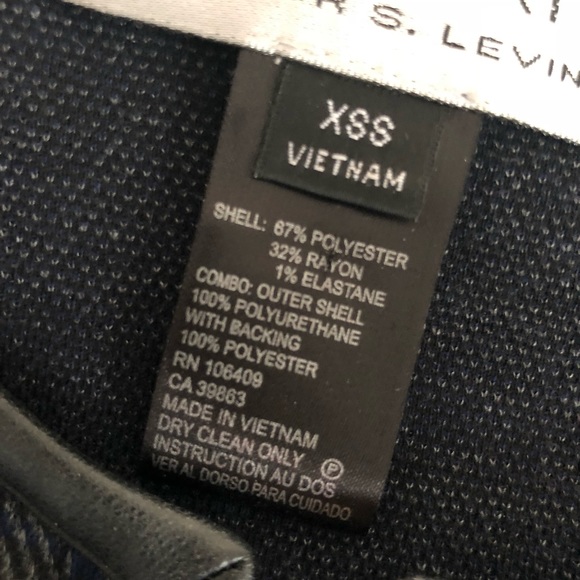 R S. LEVIN
XSS
VIETNAM
SHELL: 67% POLYESTER
32% RAYON
1% ELASTANE
COMBO: OUTER SHELL
100% POLYURETHANE
WITH BACKING
100% POLYESTER
RN 106409
CA 39863
MADE IN VIETNAM
DRY CLEAN ONLY Ⓟ
INSTRUCTION AU DOS
VER AL DORSO PARA CUIDADO